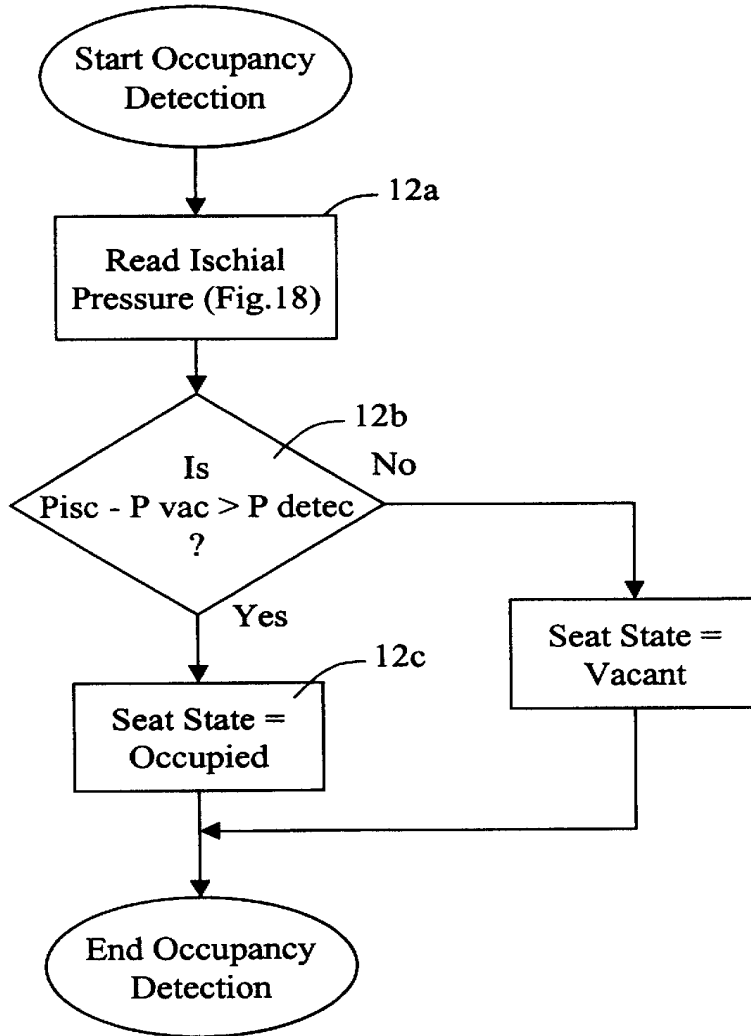 Start Occupancy
Detection
12a
Read Ischial
Pressure (Fig.18)
12b
Is
Pisc - P vac > P detec
?
No
Yes
12c
Seat State =
Occupied
Seat State =
Vacant
End Occupancy
Detection